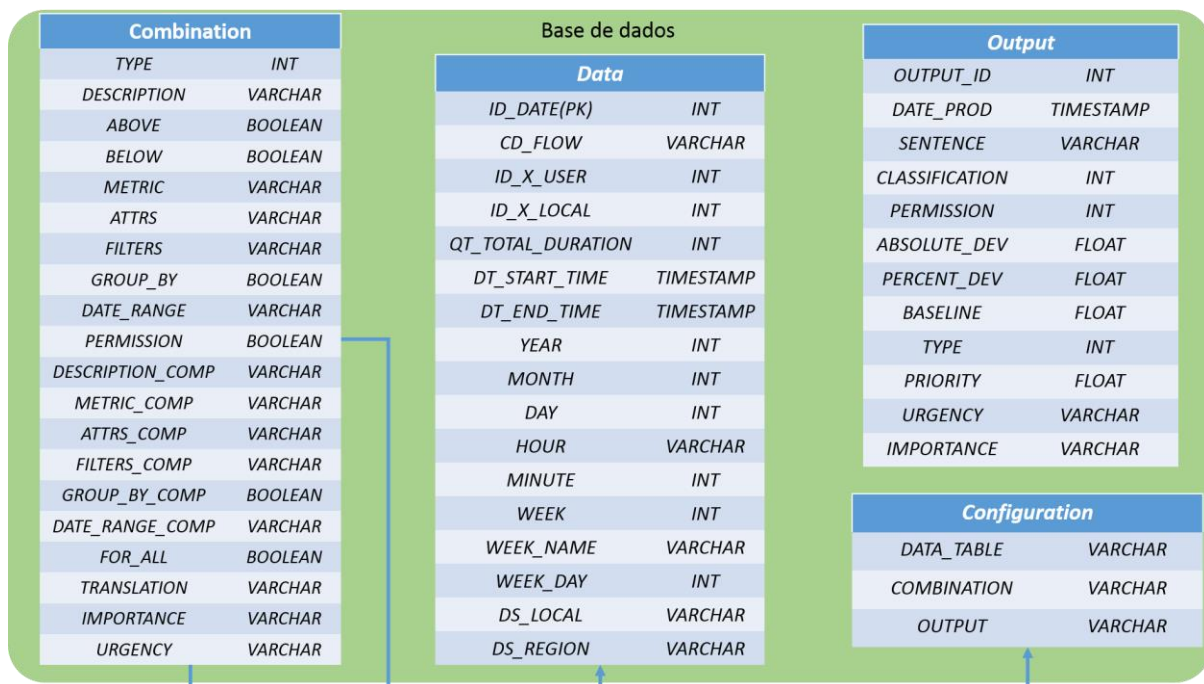 Base de dados
Combination
TYPE INT
DESCRIPTION VARCHAR
ABOVE BOOLEAN
BELOW BOOLEAN
METRIC VARCHAR
ATTRS VARCHAR
FILTERS VARCHAR
GROUP_BY BOOLEAN
DATE_RANGE VARCHAR
PERMISSION BOOLEAN
DESCRIPTION_COMP VARCHAR
METRIC_COMP VARCHAR
ATTRS_COMP VARCHAR
FILTERS_COMP VARCHAR
GROUP_BY_COMP BOOLEAN
DATE_RANGE_COMP VARCHAR
FOR_ALL BOOLEAN
TRANSLATION VARCHAR
IMPORTANCE VARCHAR
URGENCY VARCHAR
Data
ID_DATE(PK) INT
CD_FLOW VARCHAR
ID_X_USER INT
ID_X_LOCAL INT
QT_TOTAL_DURATION INT
DT_START_TIME TIMESTAMP
DT_END_TIME TIMESTAMP
YEAR INT
MONTH INT
DAY INT
HOUR VARCHAR
MINUTE INT
WEEK INT
WEEK_NAME VARCHAR
WEEK_DAY INT
DS_LOCAL VARCHAR
DS_REGION VARCHAR
Output
OUTPUT_ID INT
DATE_PROD TIMESTAMP
SENTENCE VARCHAR
CLASSIFICATION INT
PERMISSION INT
ABSOLUTE_DEV FLOAT
PERCENT_DEV FLOAT
BASELINE FLOAT
TYPE INT
PRIORITY FLOAT
URGENCY VARCHAR
IMPORTANCE VARCHAR
Configuration
DATA_TABLE VARCHAR
COMBINATION VARCHAR
OUTPUT VARCHAR